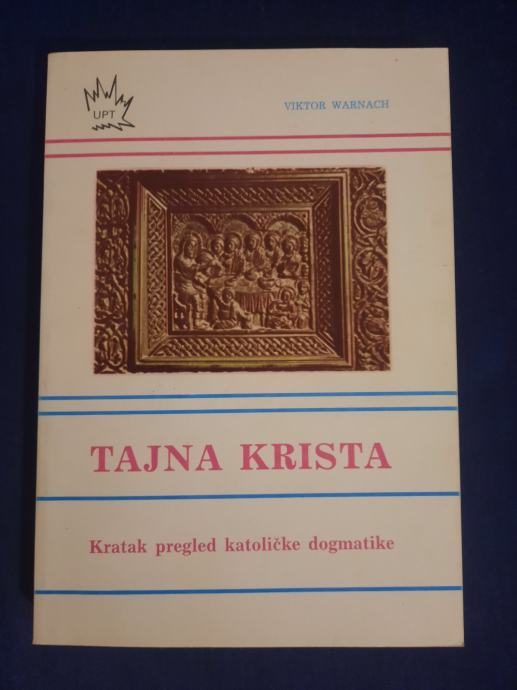 UPT
VIKTOR WARNACH
TAJNA KRISTA
Kratak pregled katoličke dogmatike